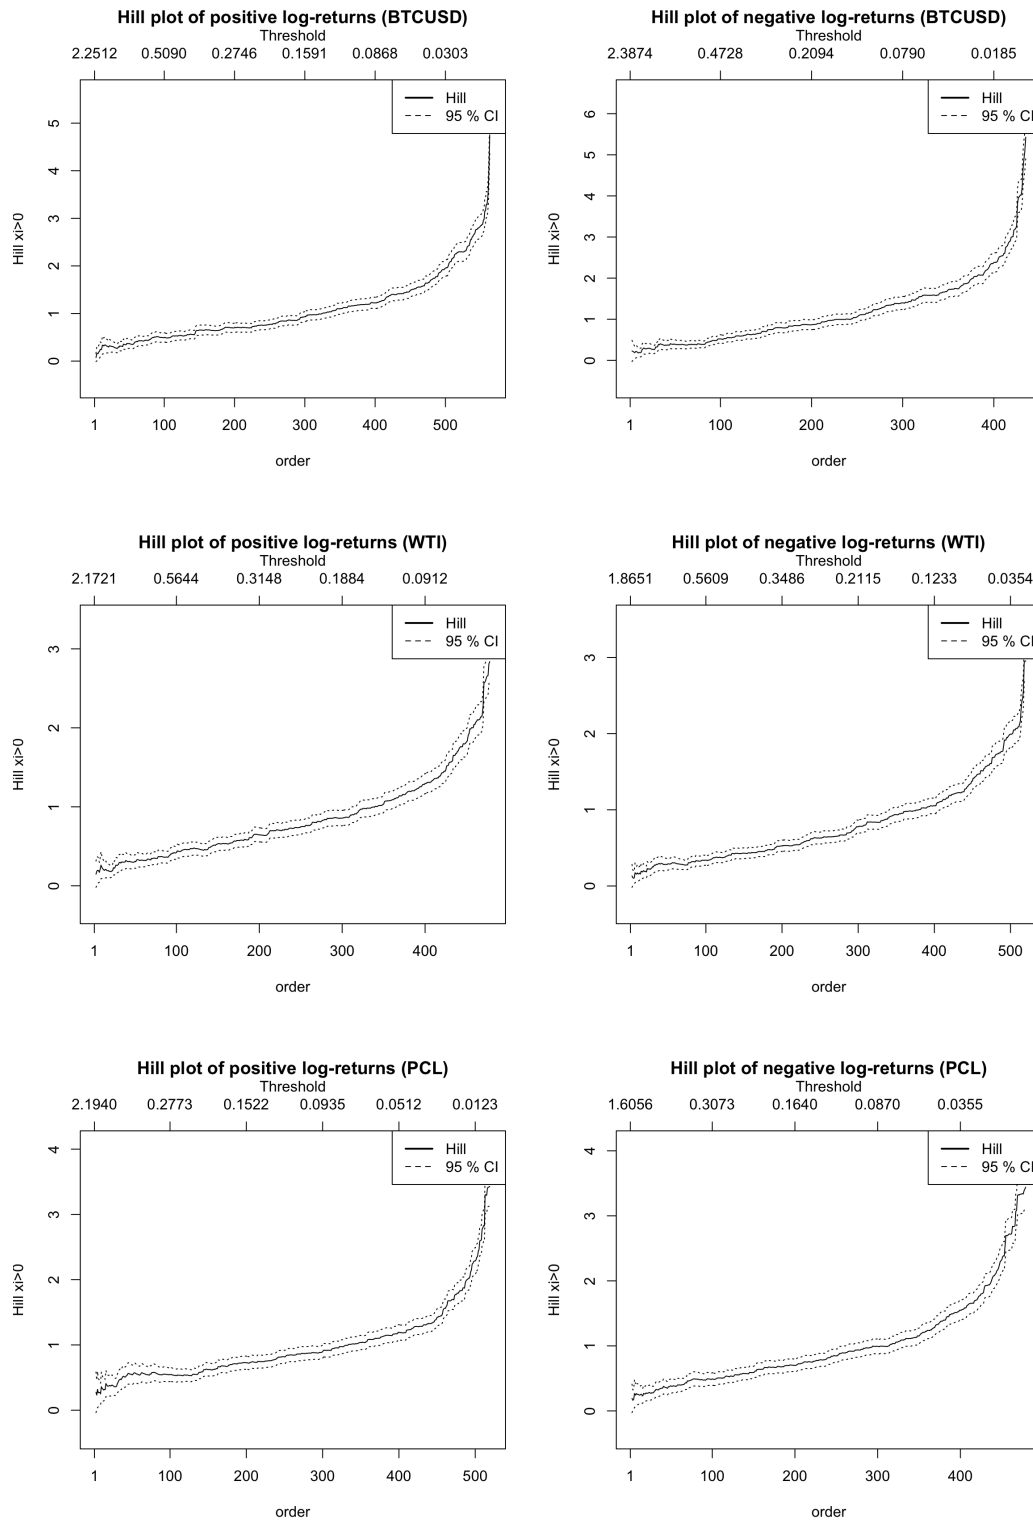 Hill plot of positive log-returns (BTCUSD)
Threshold
2.2512 0.5090 0.2746 0.1591 0.0868 0.0303
Hill
95 % CI
Hill xi>0
5
4
3
2
1
0
1 100 200 300 400 500
order
Hill plot of negative log-returns (BTCUSD)
Threshold
2.3874 0.4728 0.2094 0.0790 0.0185
Hill
95 % CI
Hill xi>0
6
5
4
3
2
1
0
1 100 200 300 400
order
Hill plot of positive log-returns (WTI)
Threshold
2.1721 0.5644 0.3148 0.1884 0.0912
Hill
95 % CI
Hill xi>0
3
2
1
0
1 100 200 300 400
order
Hill plot of negative log-returns (WTI)
Threshold
1.8651 0.5609 0.3486 0.2115 0.1233 0.0354
Hill
95 % CI
Hill xi>0
3
2
1
0
1 100 200 300 400 500
order
Hill plot of positive log-returns (PCL)
Threshold
2.1940 0.2773 0.1522 0.0935 0.0512 0.0123
Hill
95 % CI
Hill xi>0
4
3
2
1
0
1 100 200 300 400 500
order
Hill plot of negative log-returns (PCL)
Threshold
1.6056 0.3073 0.1640 0.0870 0.0355
Hill
95 % CI
Hill xi>0
4
3
2
1
0
1 100 200 300 400
order